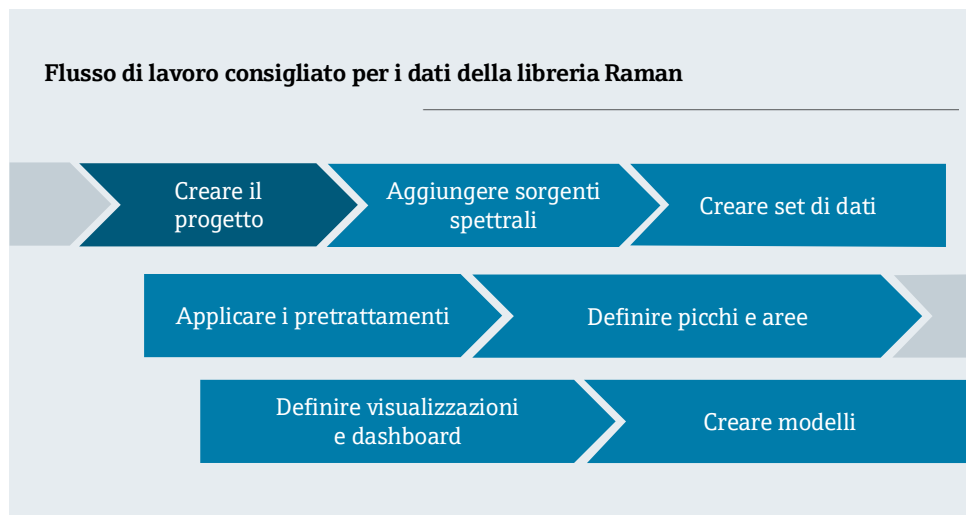 Flusso di lavoro consigliato per i dati della libreria Raman
Creare il
progetto
Aggiungere sorgenti
spettrali
Creare set di dati
Applicare i pretrattamenti
Definire picchi e aree
Definire visualizzazioni
e dashboard
Creare modelli